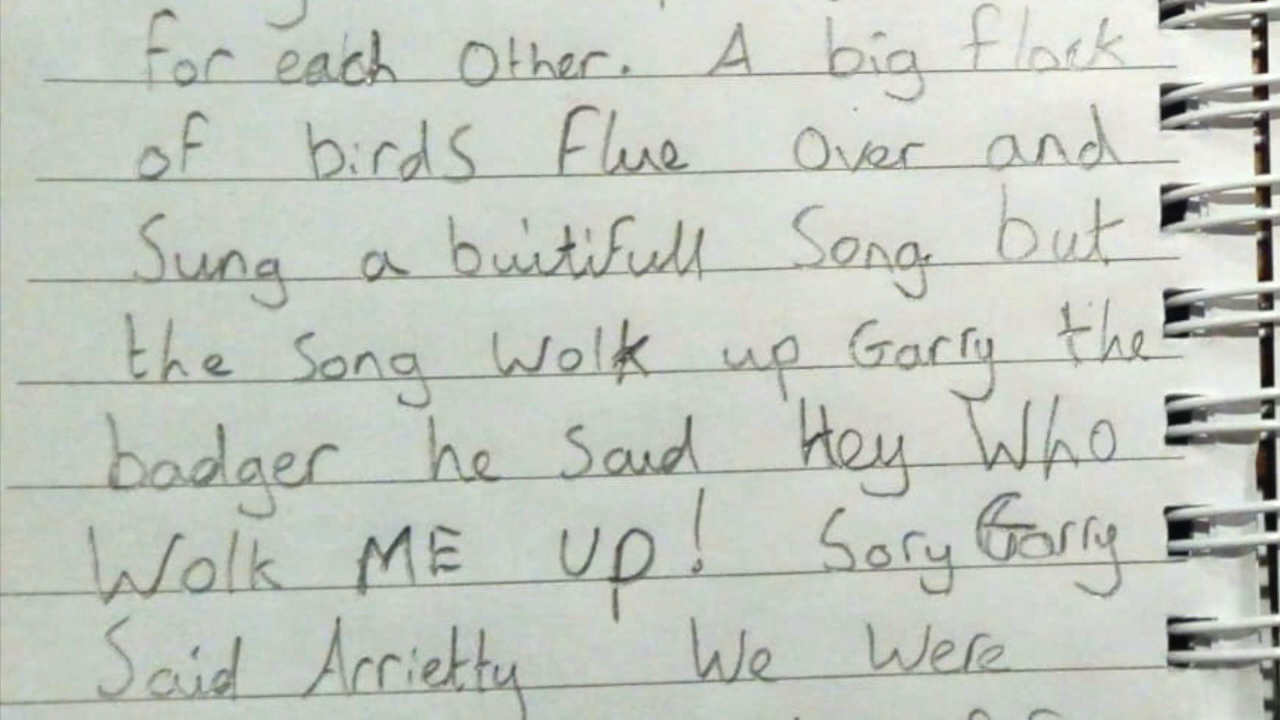 for each Other. A big flock
of birds flue Over and
Sung a buitifull Song but
the Song Wolk up Garry the
badger he Said Hey Who
Wolk ME UP! Sory Garry
Said Arrietty We Were